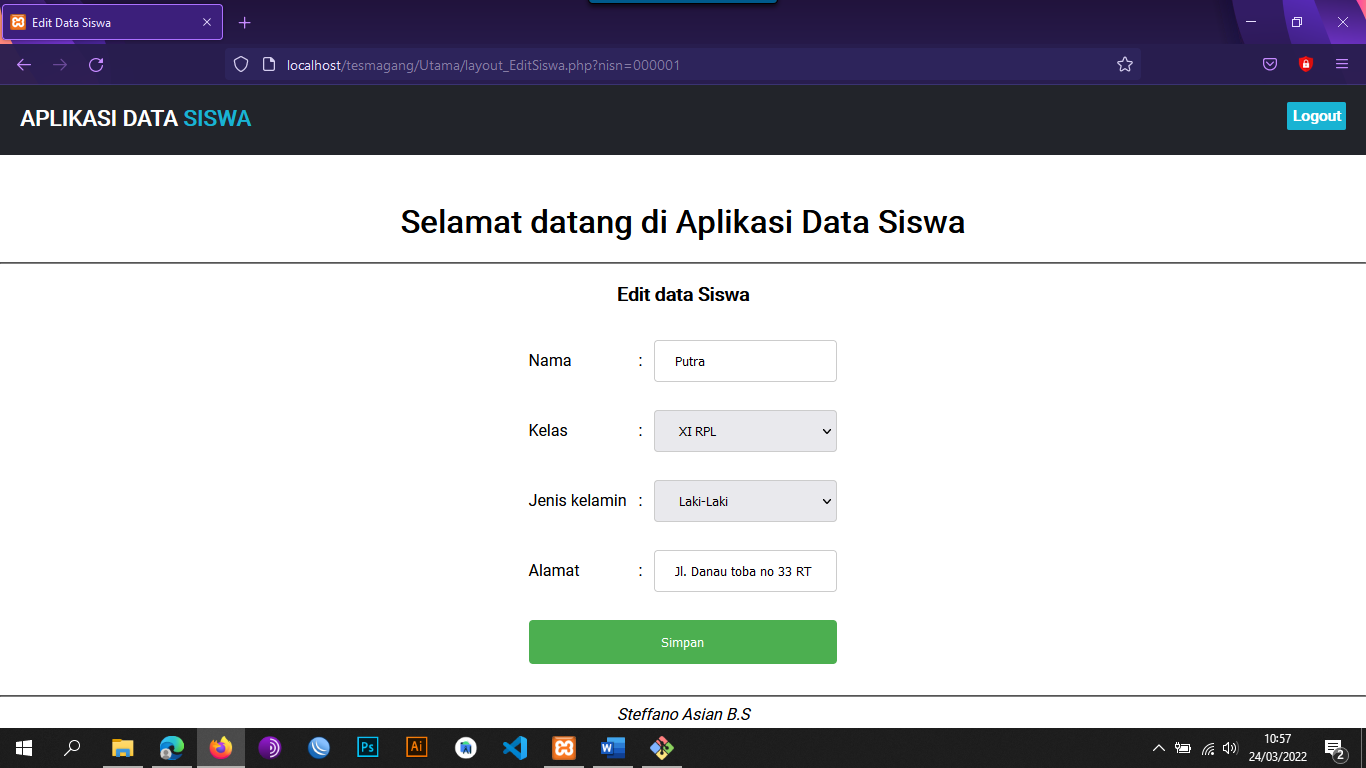 Edit Data Siswa
localhost/tesmagang/Utama/layout_EditSiswa.php?nisn=000001
APLIKASI DATA SISWA
Logout
Selamat datang di Aplikasi Data Siswa
Edit data Siswa
Nama : Putra
Kelas : XI RPL
Jenis kelamin : Laki-Laki
Alamat : Jl. Danau toba no 33 RT
Simpan
Steffano Asian B.S
Ps
Ai
W
10:57
24/03/2022
2